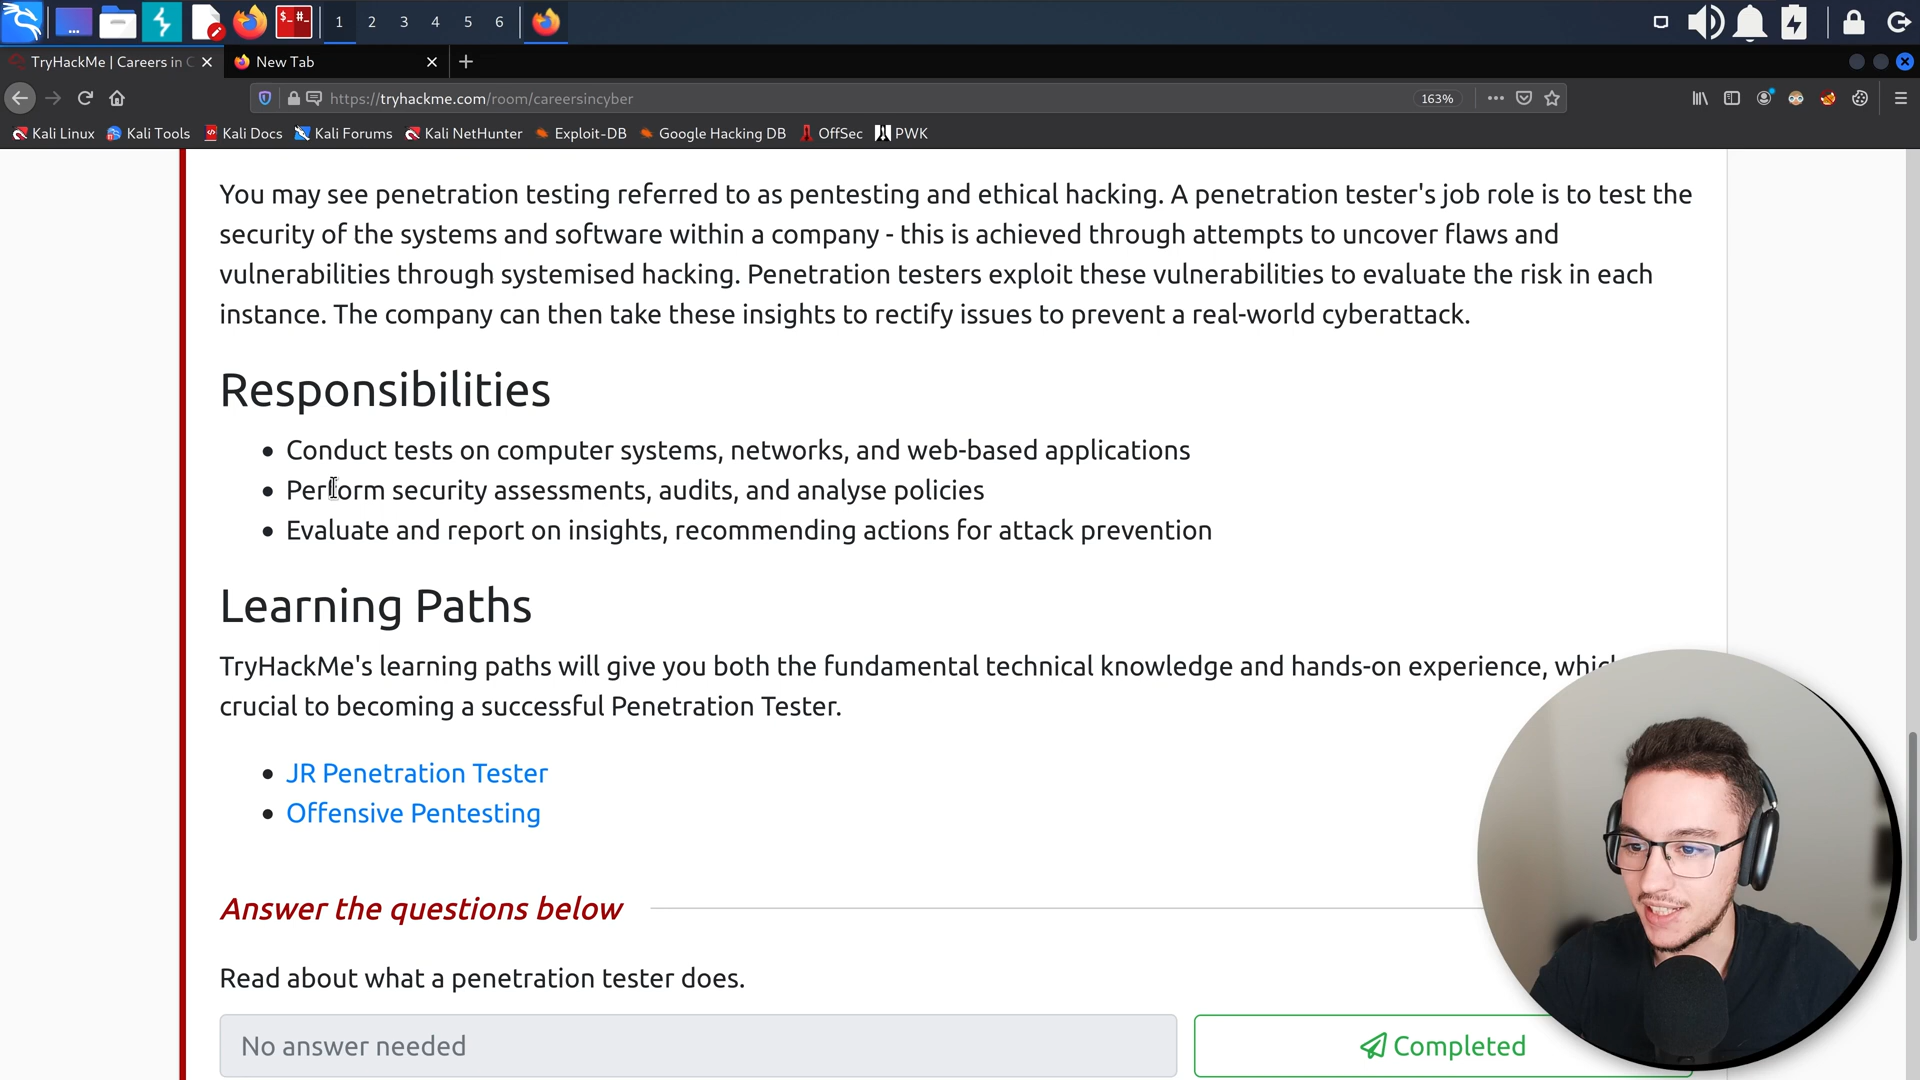 1 2 3 4 5 6
TryHackMe | Careers in C
New Tab
https://tryhackme.com/room/careersincyber
163%
Kali Linux Kali Tools Kali Docs Kali Forums Kali NetHunter Exploit-DB Google Hacking DB OffSec PWK
You may see penetration testing referred to as pentesting and ethical hacking. A penetration tester's job role is to test the
security of the systems and software within a company - this is achieved through attempts to uncover flaws and
vulnerabilities through systemised hacking. Penetration testers exploit these vulnerabilities to evaluate the risk in each
instance. The company can then take these insights to rectify issues to prevent a real-world cyberattack.
Responsibilities
• Conduct tests on computer systems, networks, and web-based applications
• Perform security assessments, audits, and analyse policies
• Evaluate and report on insights, recommending actions for attack prevention
Learning Paths
TryHackMe's learning paths will give you both the fundamental technical knowledge and hands-on experience,
crucial to becoming a successful Penetration Tester.
• JR Penetration Tester
• Offensive Pentesting
Answer the questions below
Read about what a penetration tester does.
No answer needed
Completed